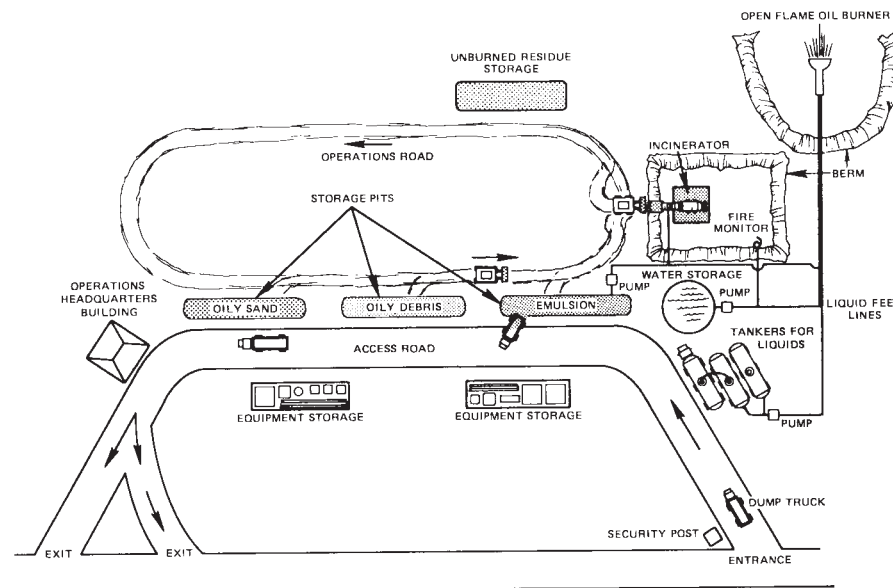 OPEN FLAME OIL BURNER
UNBURNED RESIDUE
STORAGE
OPERATIONS ROAD
INCINERATOR
BERM
STORAGE PITS
FIRE
MONITOR
OPERATIONS
HEADQUARTERS
BUILDING
OILY SAND
OILY DEBRIS
EMULSION
PUMP
WATER STORAGE
PUMP
LIQUID FEE
LINES
TANKERS FOR
LIQUIDS
ACCESS ROAD
EQUIPMENT STORAGE
EQUIPMENT STORAGE
PUMP
DUMP TRUCK
SECURITY POST
EXIT
EXIT
ENTRANCE